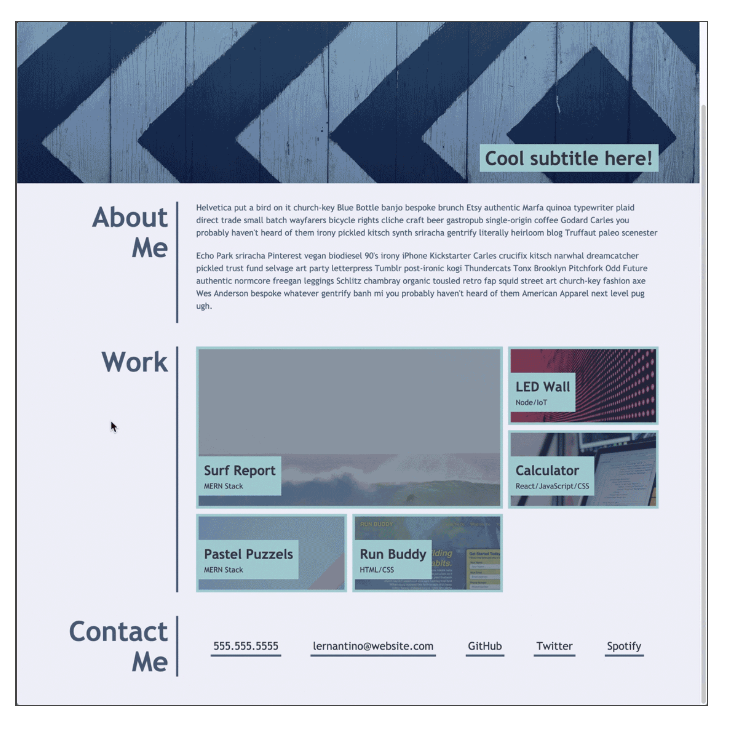 Cool subtitle here!
About
Me
Helvetica put a bird on it church-key Blue Bottle banjo bespoke brunch Etsy authentic Marfa quinoa typewriter plaid
direct trade small batch wayfarers bicycle rights cliche craft beer gastropub single-origin coffee Godard Carles you
probably haven't heard of them irony pickled kitsch synth sriracha gentrify literally heirloom blog Truffaut paleo scenester
Echo Park sriracha Pinterest vegan biodiesel 90's irony iPhone Kickstarter Carles crucifix kitsch narwhal dreamcatcher
pickled trust fund selvage art party letterpress Tumblr post-ironic kogi Thundercats Tonx Brooklyn Pitchfork Odd Future
authentic normcore freegan leggings Schlitz chambray organic tousled retro fap squid street art church-key fashion axe
Wes Anderson bespoke whatever gentrify banh mi you probably haven't heard of them American Apparel next level pug
ugh.
Work
Surf Report
MERN Stack
LED Wall
Node/IoT
Calculator
React/JavaScript/CSS
Pastel Puzzels
MERN Stack
RUN BUDDY
Run Buddy
HTML/CSS
Contact
Me
555.555.5555
lernantino@website.com
GitHub
Twitter
Spotify